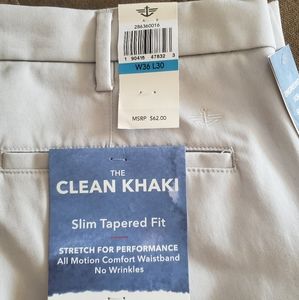 286360016
1 90416 47832 3
W36 L30
MSRP $62.00
THE
CLEAN KHAKI
Slim Tapered Fit
STRETCH FOR PERFORMANCE
All Motion Comfort Waistband
No Wrinkles